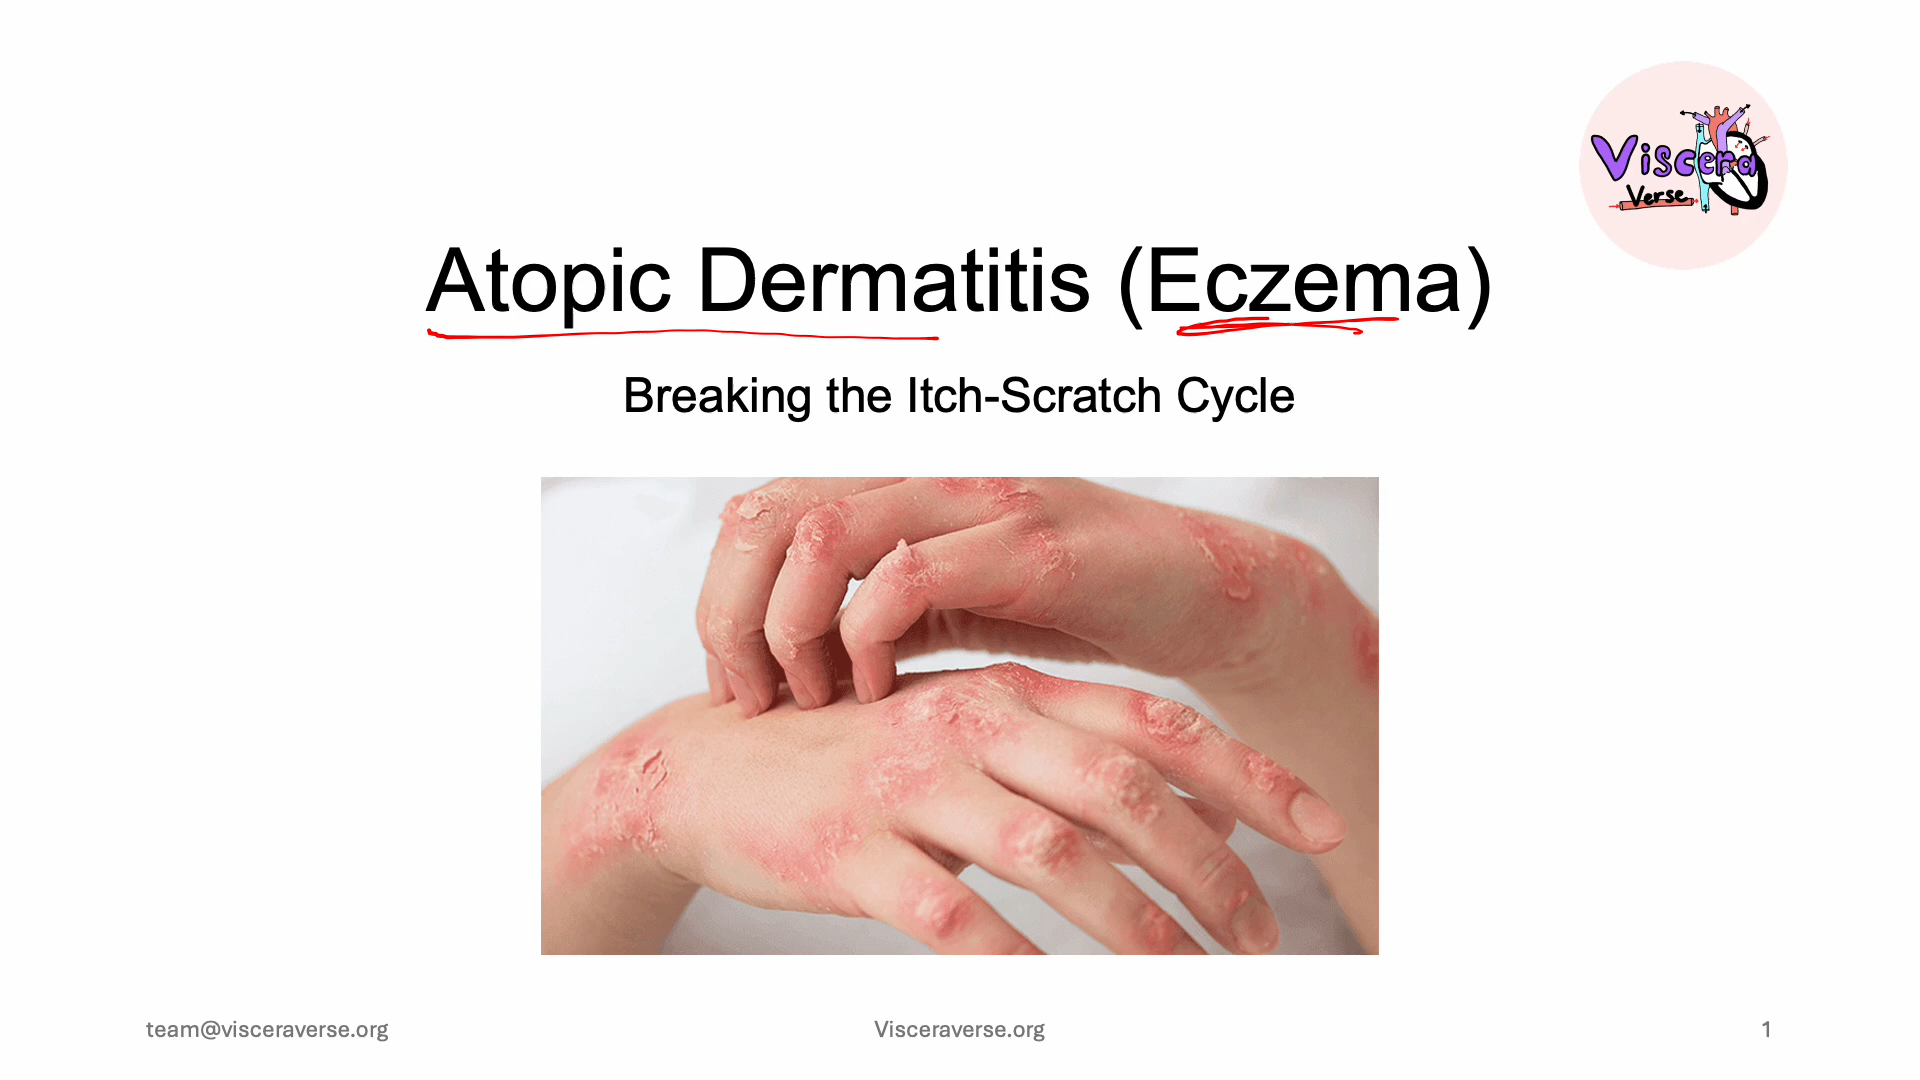 Viscera
Verse
Atopic Dermatitis (Eczema)
Breaking the Itch-Scratch Cycle
team@visceraverse.org
Visceraverse.org
1